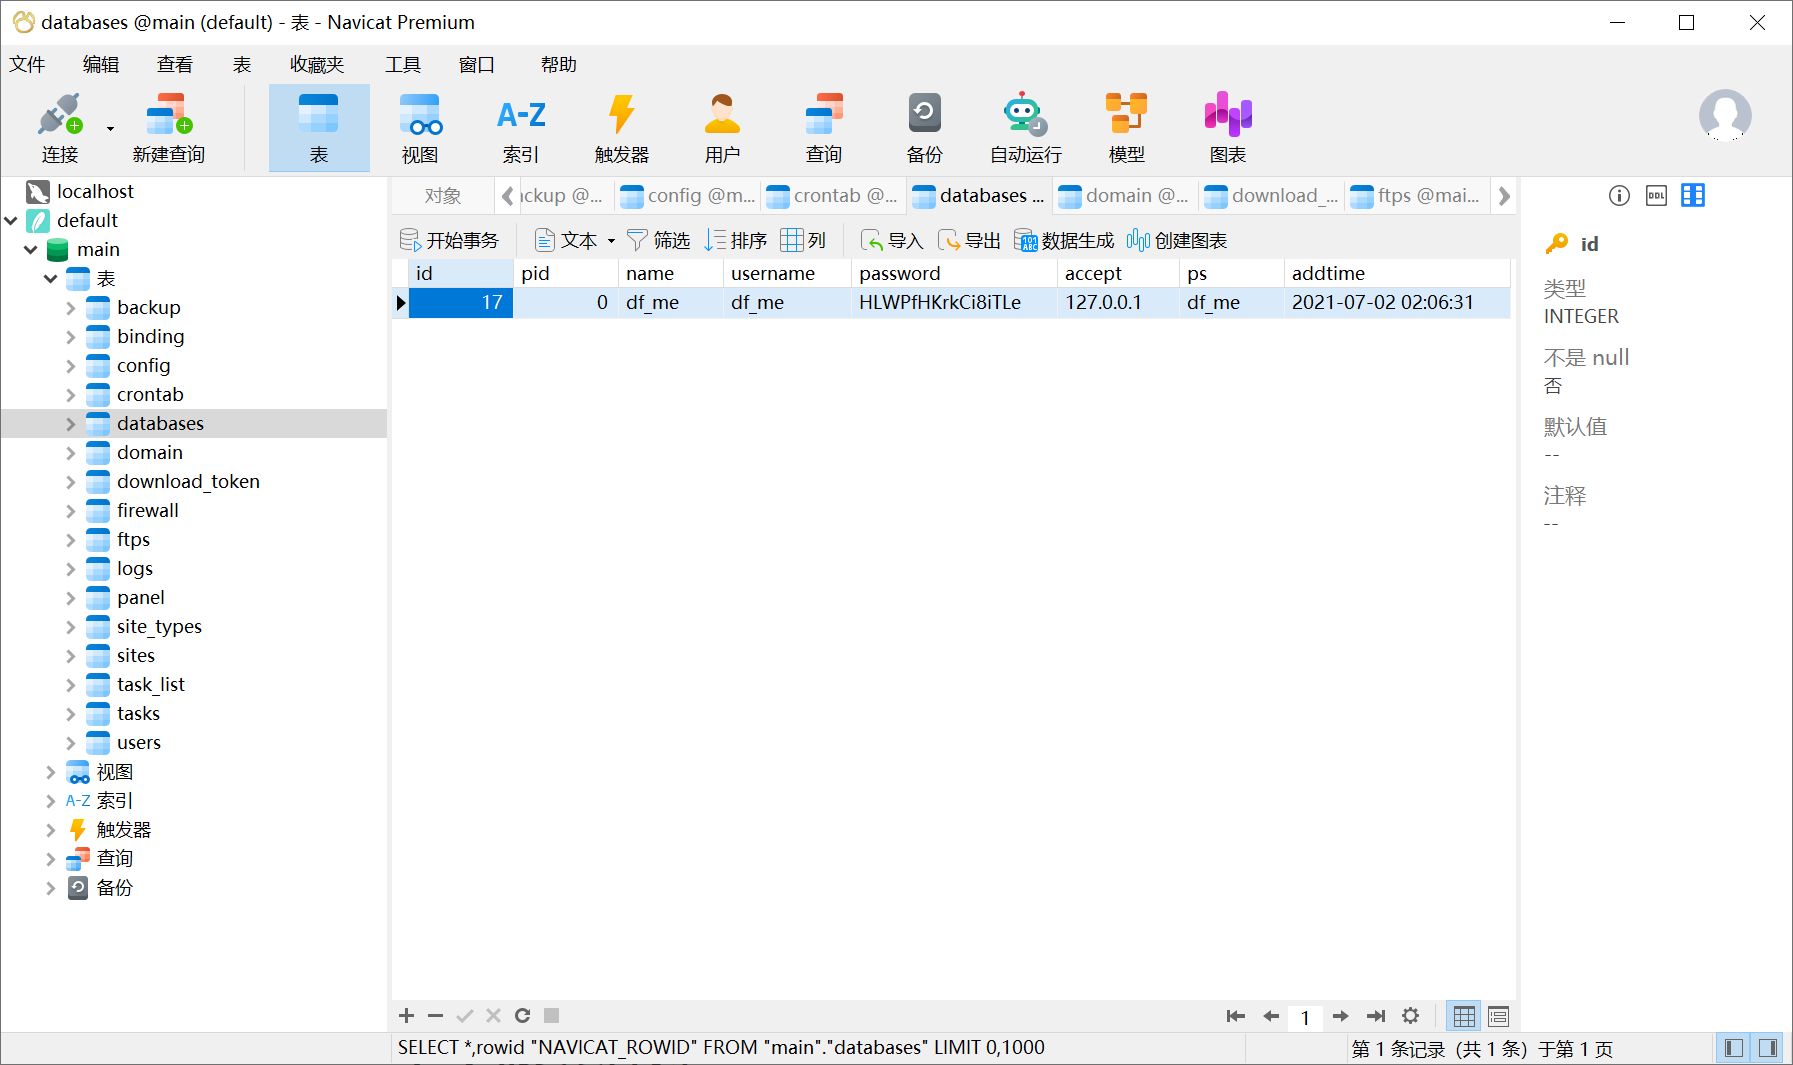 databases @main (default) - 表 - Navicat Premium
文件 编辑 查看 表 收藏夹 工具 窗口 帮助
连接 新建查询 表 视图 A-Z 索引 触发器 用户 查询 备份 自动运行 模型 图表
localhost
default
main
表
backup
binding
config
crontab
databases
domain
download_token
firewall
ftps
logs
panel
site_types
sites
task_list
tasks
users
视图
A-Z 索引
触发器
查询
备份
对象 ackup @... config @m... crontab @... databases ... domain @... download_... ftps @mai...
开始事务 文本 筛选 排序 列 导入 导出 101 ABC 数据生成 创建图表
id pid name username password accept ps addtime
17 0 df_me df_me HLWPfHKrkCi8iTLe 127.0.0.1 df_me 2021-07-02 02:06:31
DDL
id
类型
INTEGER
不是 null
否
默认值
--
注释
--
1
SELECT *,rowid "NAVICAT_ROWID" FROM "main"."databases" LIMIT 0,1000
第 1 条记录 (共 1 条) 于第 1 页